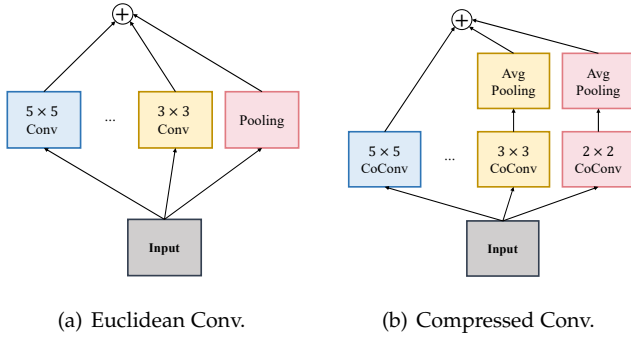 5 × 5
Conv
...
3 × 3
Conv
Pooling
Input
(a) Euclidean Conv.
Avg
Pooling
Avg
Pooling
5 × 5
CoConv
...
3 × 3
CoConv
2 × 2
CoConv
Input
(b) Compressed Conv.